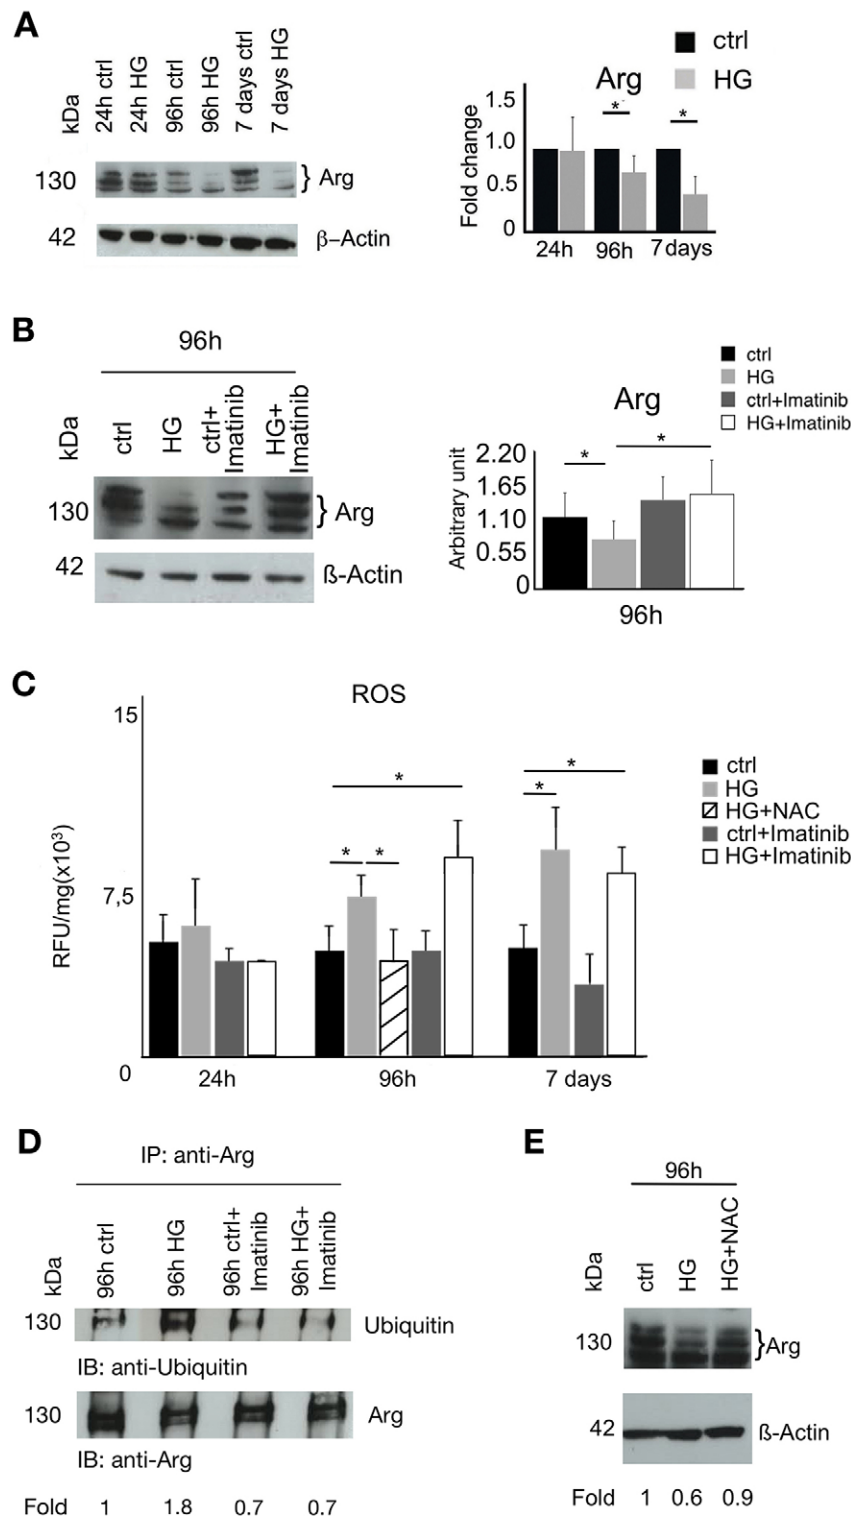 A
kDa
24h ctrl
24h HG
96h ctrl
96h HG
7 days ctrl
7 days HG
130
} Arg
42
β–Actin
ctrl
HG
Arg
Fold change
1.5
1.0
0.5
0
*
*
24h
96h
7 days
B
96h
kDa
ctrl
HG
ctrl+
Imatinib
HG+
Imatinib
130
} Arg
42
ß-Actin
ctrl
HG
ctrl+Imatinib
HG+Imatinib
Arg
Arbitrary unit
2.20
1.65
1.10
0.55
0
*
*
96h
C
ROS
RFU/mg(x10³)
15
7,5
0
*
*
*
*
*
24h
96h
7 days
ctrl
HG
HG+NAC
ctrl+Imatinib
HG+Imatinib
D
IP: anti-Arg
kDa
96h ctrl
96h HG
96h ctrl+
Imatinib
96h HG+
Imatinib
130
Ubiquitin
IB: anti-Ubiquitin
130
Arg
IB: anti-Arg
Fold 1 1.8 0.7 0.7
E
96h
kDa
ctrl
HG
HG+NAC
130
}Arg
42
ß-Actin
Fold 1 0.6 0.9